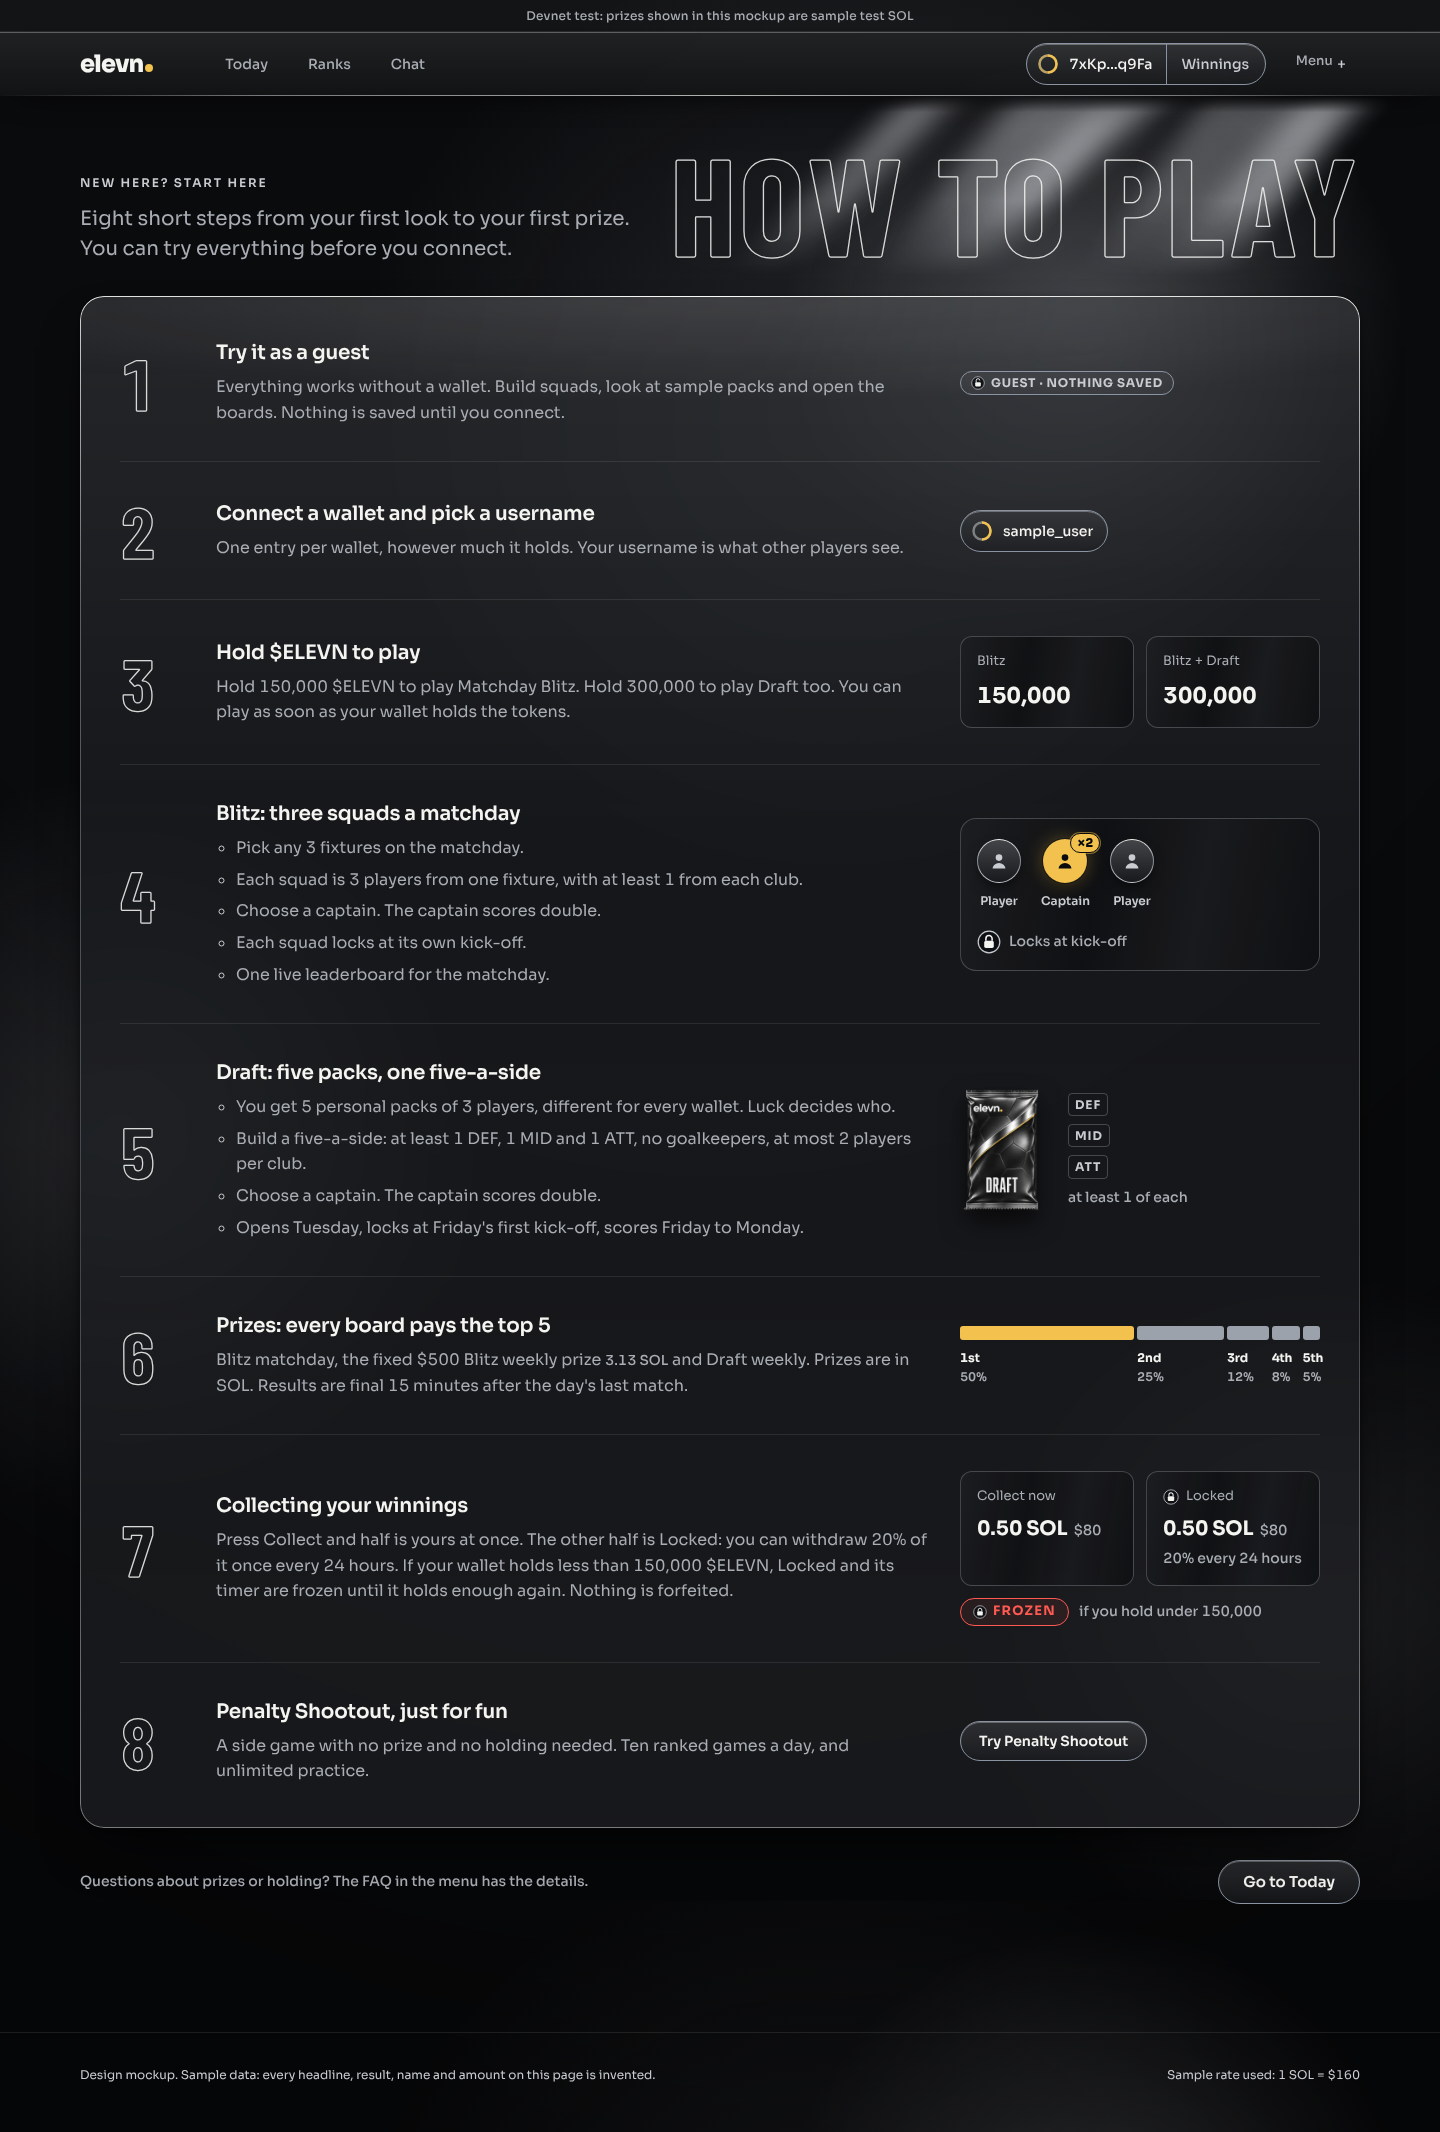 Devnet test: prizes shown in this mockup are sample test SOL
elevn.
Today
Ranks
Chat
7xKp...q9Fa
Winnings
Menu +
NEW HERE? START HERE
Eight short steps from your first look to your first prize.
You can try everything before you connect.
HOW TO PLAY
1
Try it as a guest
Everything works without a wallet. Build squads, look at sample packs and open the
boards. Nothing is saved until you connect.
GUEST · NOTHING SAVED
2
Connect a wallet and pick a username
One entry per wallet, however much it holds. Your username is what other players see.
sample_user
3
Hold $ELEVN to play
Hold 150,000 $ELEVN to play Matchday Blitz. Hold 300,000 to play Draft too. You can
play as soon as your wallet holds the tokens.
Blitz
150,000
Blitz + Draft
300,000
4
Blitz: three squads a matchday
Pick any 3 fixtures on the matchday.
Each squad is 3 players from one fixture, with at least 1 from each club.
Choose a captain. The captain scores double.
Each squad locks at its own kick-off.
One live leaderboard for the matchday.
×2
Player
Captain
Player
Locks at kick-off
5
Draft: five packs, one five-a-side
You get 5 personal packs of 3 players, different for every wallet. Luck decides who.
Build a five-a-side: at least 1 DEF, 1 MID and 1 ATT, no goalkeepers, at most 2 players
per club.
Choose a captain. The captain scores double.
Opens Tuesday, locks at Friday's first kick-off, scores Friday to Monday.
elevn.
DRAFT
DEF
MID
ATT
at least 1 of each
6
Prizes: every board pays the top 5
Blitz matchday, the fixed $500 Blitz weekly prize 3.13 SOL and Draft weekly. Prizes are in
SOL. Results are final 15 minutes after the day's last match.
1st
50%
2nd
25%
3rd
12%
4th
8%
5th
5%
7
Collecting your winnings
Press Collect and half is yours at once. The other half is Locked: you can withdraw 20% of
it once every 24 hours. If your wallet holds less than 150,000 $ELEVN, Locked and its
timer are frozen until it holds enough again. Nothing is forfeited.
Collect now
0.50 SOL $80
Locked
0.50 SOL $80
20% every 24 hours
FROZEN
if you hold under 150,000
8
Penalty Shootout, just for fun
A side game with no prize and no holding needed. Ten ranked games a day, and
unlimited practice.
Try Penalty Shootout
Questions about prizes or holding? The FAQ in the menu has the details.
Go to Today
Design mockup. Sample data: every headline, result, name and amount on this page is invented.
Sample rate used: 1 SOL = $160